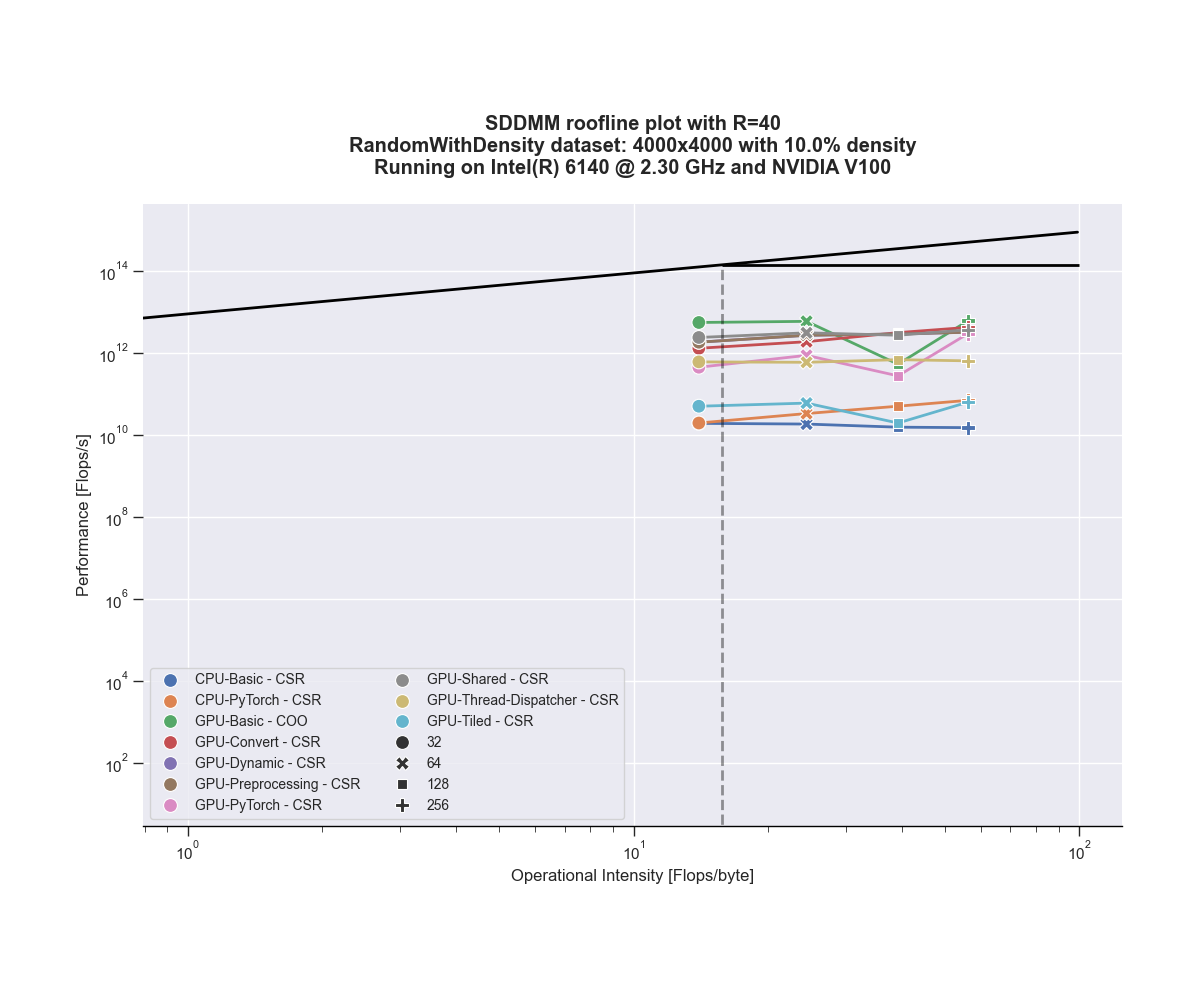 SDDMM roofline plot with R=40
RandomWithDensity dataset: 4000x4000 with 10.0% density
Running on Intel(R) 6140 @ 2.30 GHz and NVIDIA V100
Performance [Flops/s]
10^14
10^12
10^10
10^8
10^6
10^4
10^2
CPU-Basic - CSR
CPU-PyTorch - CSR
GPU-Basic - COO
GPU-Convert - CSR
GPU-Dynamic - CSR
GPU-Preprocessing - CSR
GPU-PyTorch - CSR
GPU-Shared - CSR
GPU-Thread-Dispatcher - CSR
GPU-Tiled - CSR
32
64
128
256
10^0
10^1
10^2
Operational Intensity [Flops/byte]